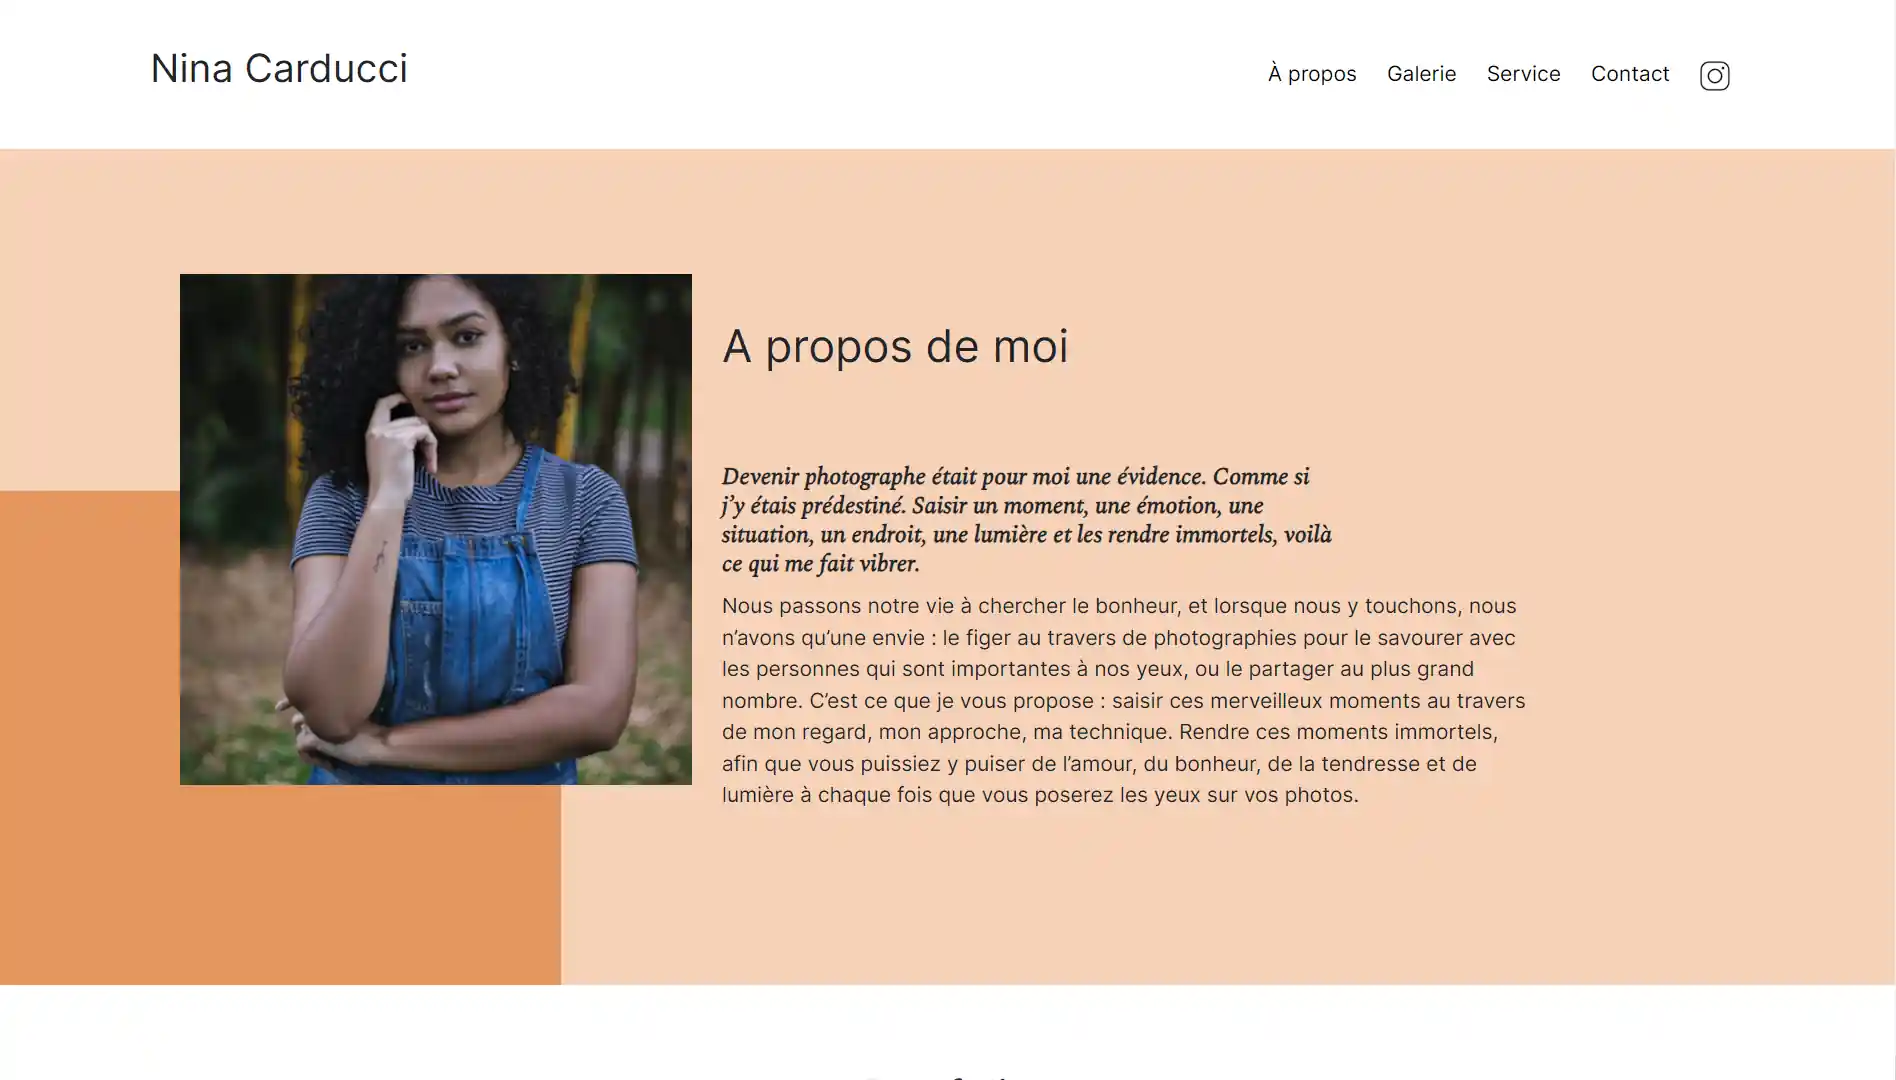 Nina Carducci
À propos Galerie Service Contact
A propos de moi
Devenir photographe était pour moi une évidence. Comme si
j’y étais prédestiné. Saisir un moment, une émotion, une
situation, un endroit, une lumière et les rendre immortels, voilà
ce qui me fait vibrer.
Nous passons notre vie à chercher le bonheur, et lorsque nous y touchons, nous
n’avons qu’une envie : le figer au travers de photographies pour le savourer avec
les personnes qui sont importantes à nos yeux, ou le partager au plus grand
nombre. C’est ce que je vous propose : saisir ces merveilleux moments au travers
de mon regard, mon approche, ma technique. Rendre ces moments immortels,
afin que vous puissiez y puiser de l’amour, du bonheur, de la tendresse et de
lumière à chaque fois que vous poserez les yeux sur vos photos.